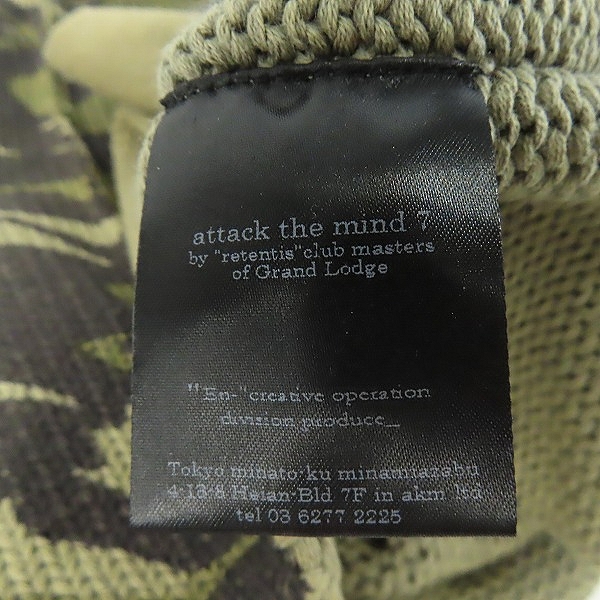 attack the mind 7
by "retentis"club masters
of Grand Lodge
"En-"creative operation
division produce_
Tokyo minato-ku minamiazabu
4-13-8 Heian Bld 7F in akm ltd
tel 03 6277 2225